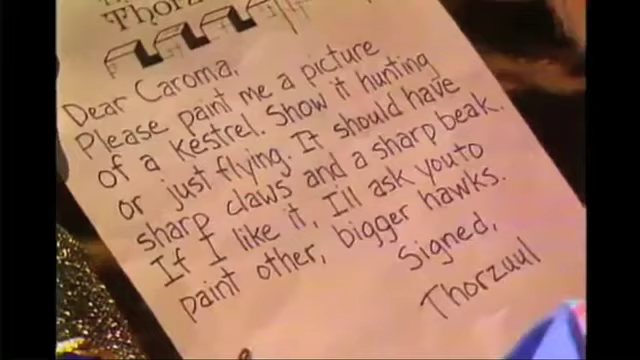 Thorz
Dear Caroma,
Please paint me a picture
of a kestrel. Show it hunting
or just flying. It should have
sharp claws and a sharp beak.
If I like it, I'll ask you to
paint other, bigger hawks.
Signed,
Thorzuul